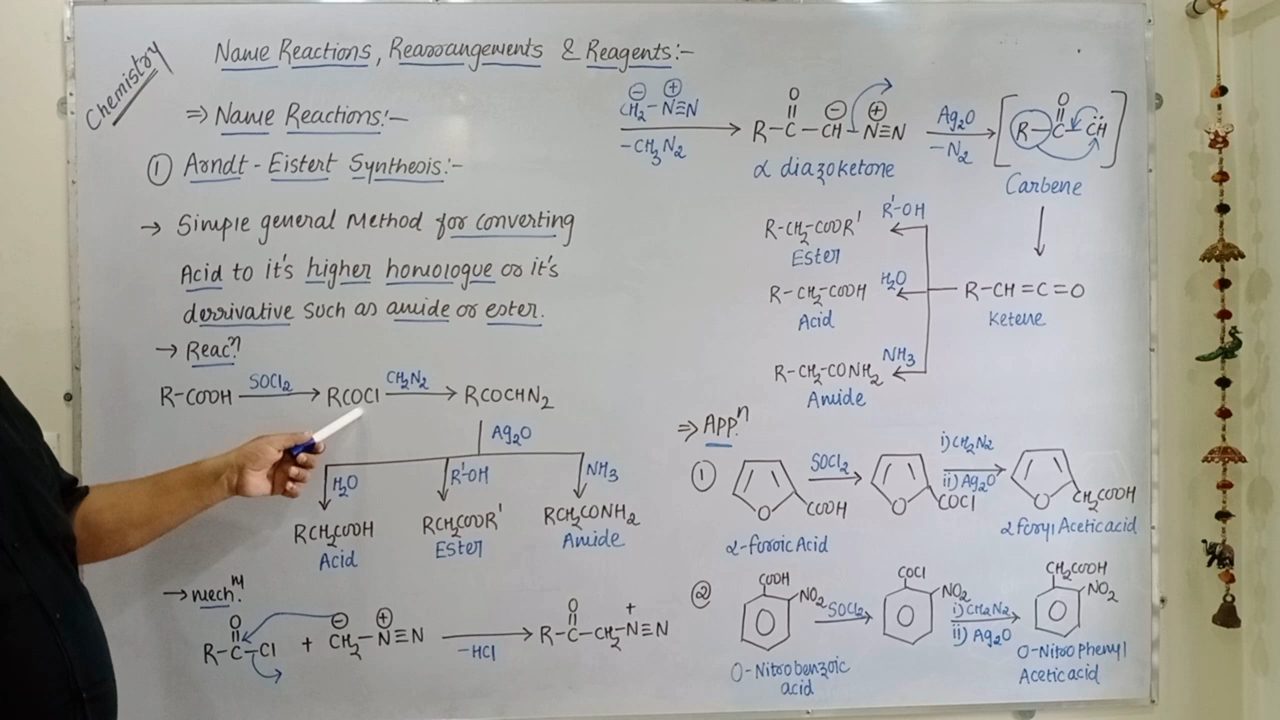 Chemistry
Name Reactions, Rearrangements & Reagents:-
⇒ Name Reactions:-
① Arndt-Eistert Syntheois:-
→ Simple general Method for converting
Acid to it's higher homologue or it's
derrivative such as amide or ester.
→ Reacⁿ.
R-COOH SOCl2 → RCOCl CH2N2 → RCOCHN2
Ag2O
H2O R'-OH NH3
RCH2COOH RCH2COOR' RCH2CONH2
Acid Ester Amide
→ mechᵐ.
O ⊖ ⊕ O +
R-C-Cl + CH2-N≡N → R-C-CH2-N≡N
-HCl
⊖ ⊕
CH2-N≡N
-CH3N2
O ⊖ ⊕
R-C-CH-N≡N
α diazoketone
Ag2O
-N2
O
[R-C-C̈H]
Carbene
R-CH=C=O
Ketene
R'-OH
R-CH2-COOR'
Ester
H2O
R-CH2-COOH
Acid
NH3
R-CH2-CONH2
Amide
⇒ APPⁿ.
① O COOH SOCl2 → O COCl i) CH2N2 ii) Ag2O → O CH2COOH
α-furoic Acid
α furyl Acetic acid
② COOH NO2 SOCl2 → COCl NO2 i) CH2N2 ii) Ag2O → CH2COOH NO2
O-Nitrobenzoic
acid
O-Nitrophenyl
Acetic acid